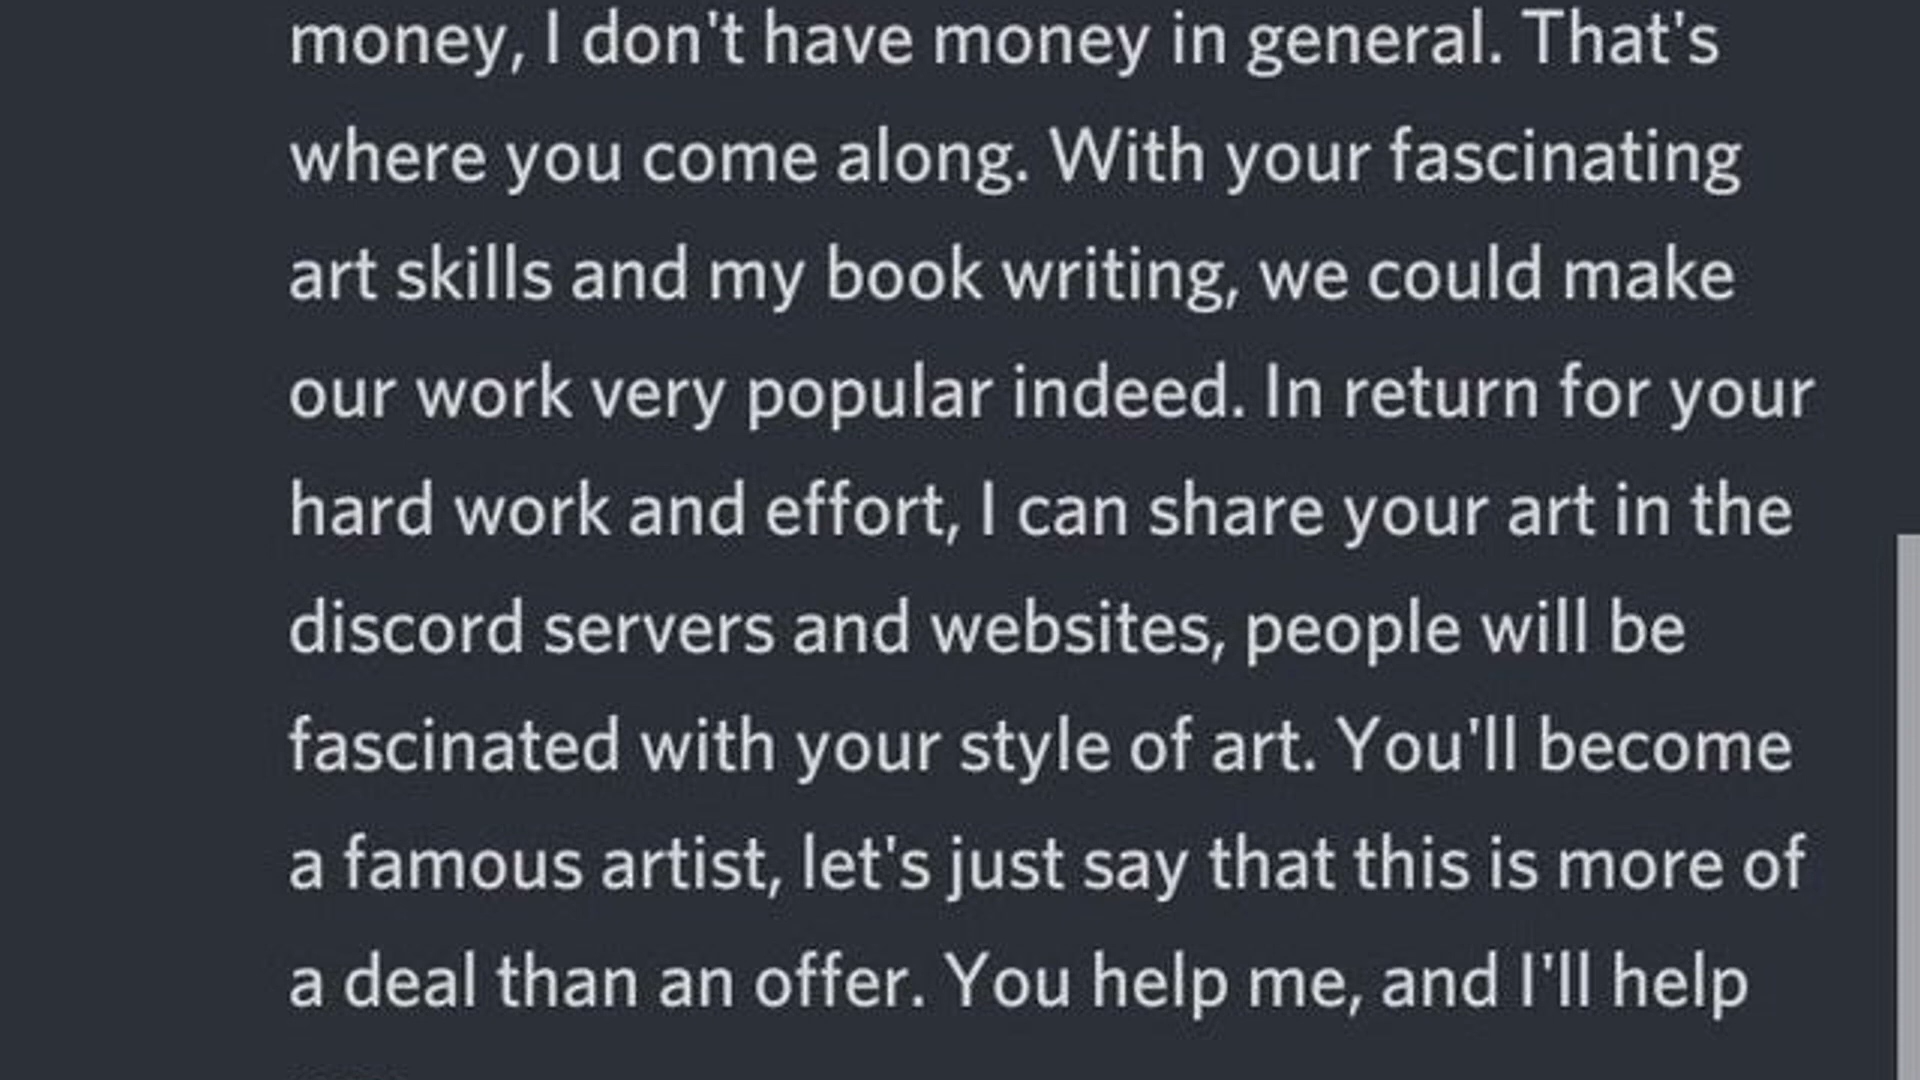 money, I don't have money in general. That's
where you come along. With your fascinating
art skills and my book writing, we could make
our work very popular indeed. In return for your
hard work and effort, I can share your art in the
discord servers and websites, people will be
fascinated with your style of art. You'll become
a famous artist, let's just say that this is more of
a deal than an offer. You help me, and I'll help